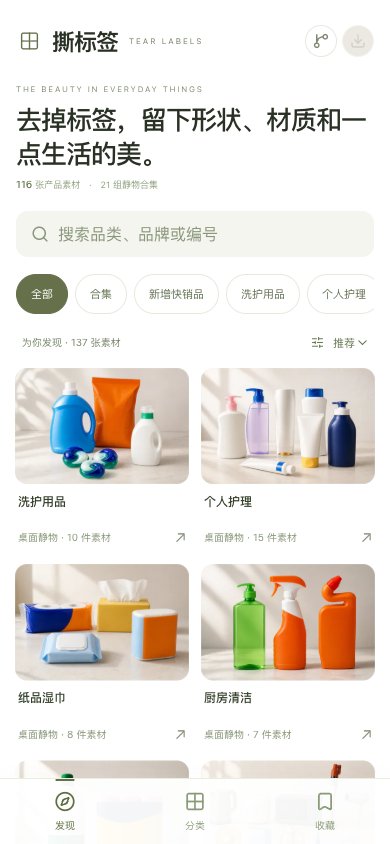 撕标签 TEAR LABELS
THE BEAUTY IN EVERYDAY THINGS
去掉标签，留下形状、材质和一
点生活的美。
116 张产品素材 · 21 组静物合集
搜索品类、品牌或编号
全部 合集 新增快销品 洗护用品 个人护理
为你发现 · 137 张素材 推荐
洗护用品 个人护理
桌面静物 · 10 件素材 桌面静物 · 15 件素材
纸品湿巾 厨房清洁
桌面静物 · 8 件素材 桌面静物 · 7 件素材
发现 分类 收藏